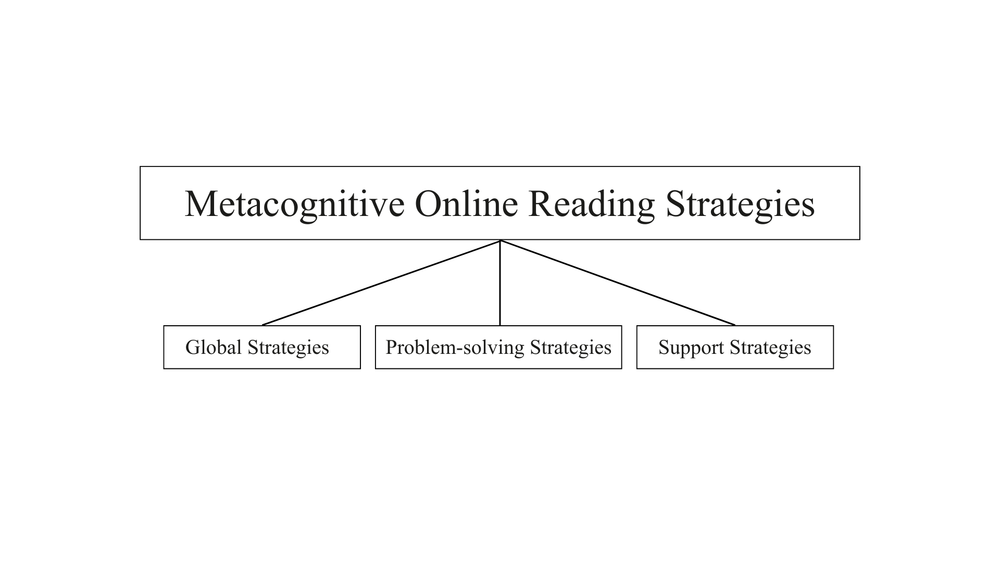 Metacognitive Online Reading Strategies
Global Strategies
Problem-solving Strategies
Support Strategies